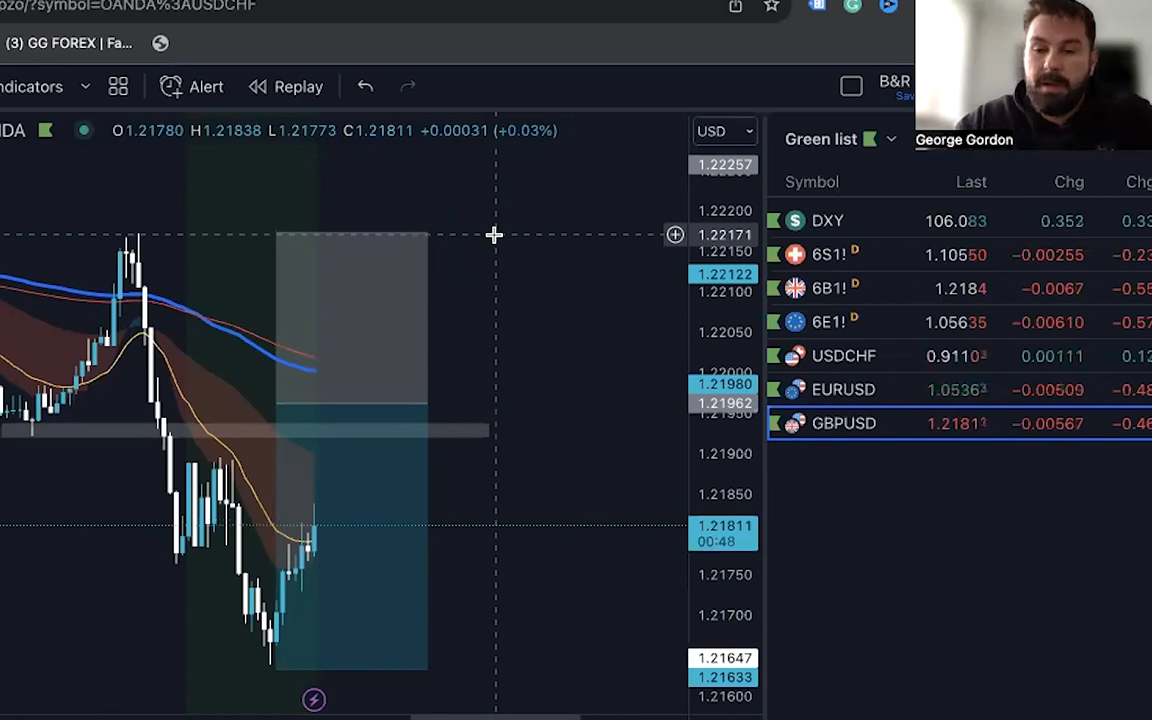 pzo/?symbol=OANDA%3AUSDCHF
(3) GG FOREX | Fa...
ndicators
Alert
Replay
B&R
Sav
George Gordon
NDA O1.21780 H1.21838 L1.21773 C1.21811 +0.00031 (+0.03%)
USD
Green list
Symbol Last Chg Chg
DXY 106.083 0.352 0.33
6S1! D 1.10550 −0.00255 −0.23
6B1! D 1.2184 −0.0067 −0.55
6E1! D 1.05635 −0.00610 −0.57
USDCHF 0.9110³ 0.00111 0.12
EURUSD 1.0536² −0.00509 −0.48
GBPUSD 1.2181¹ −0.00567 −0.46
1.22257
1.22200
1.22171
1.22150
1.22122
1.22100
1.22050
1.22000
1.21980
1.21962
1.21950
1.21900
1.21850
1.21811
00:48
1.21750
1.21700
1.21647
1.21633
1.21600